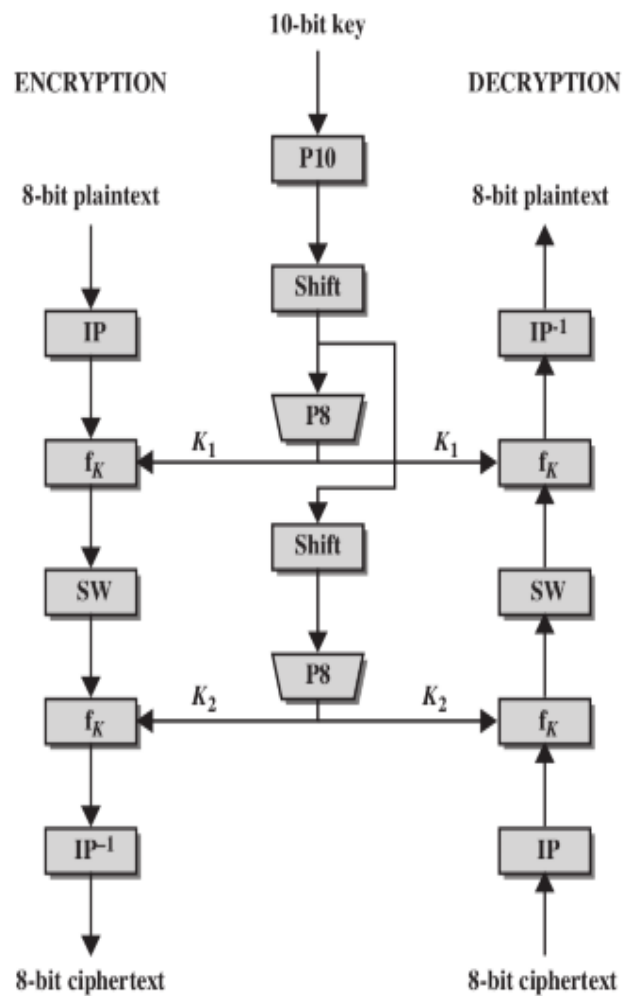 10-bit key
ENCRYPTION
DECRYPTION
P10
8-bit plaintext
8-bit plaintext
Shift
IP
IP-1
P8
K1
K1
fK
fK
Shift
SW
SW
P8
K2
K2
fK
fK
IP–1
IP
8-bit ciphertext
8-bit ciphertext